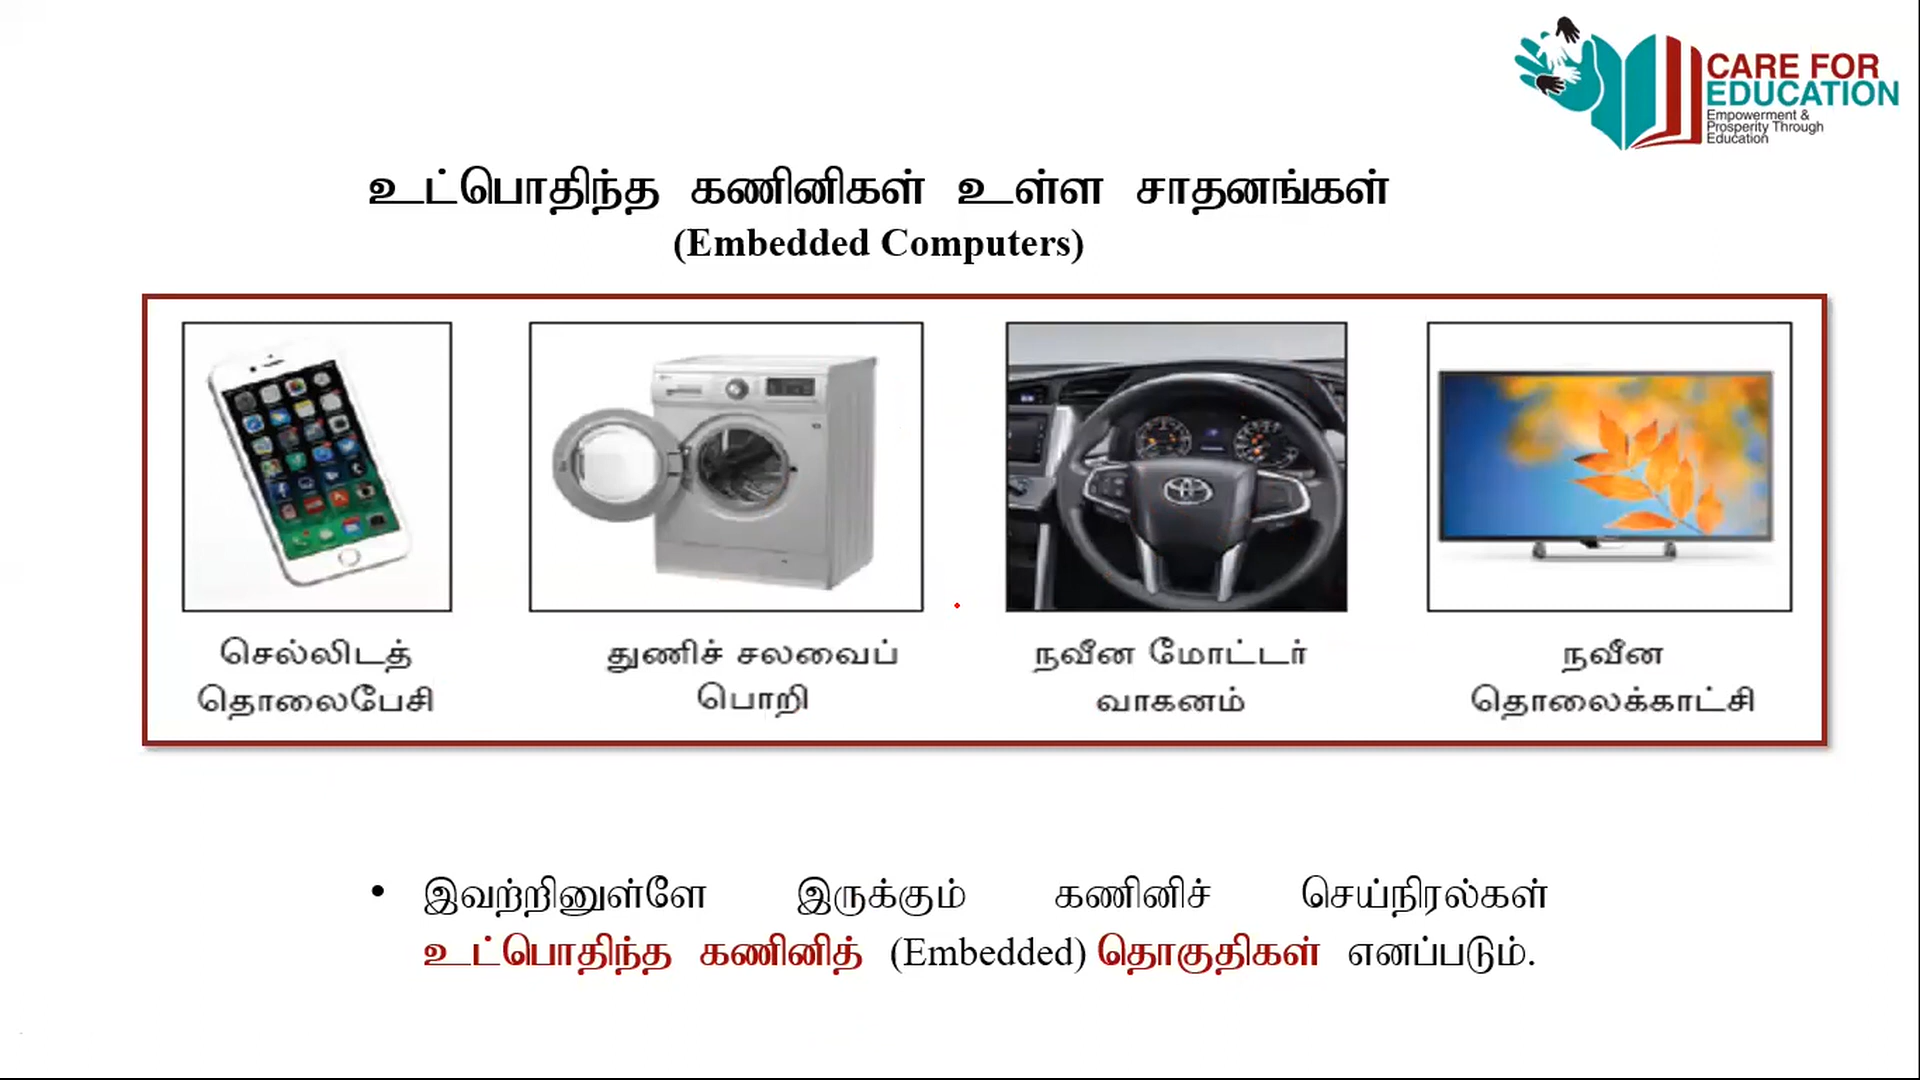 CARE FOR
EDUCATION
Empowerment &
Prosperity Through
Education
உட்பொதிந்த கணினிகள் உள்ள சாதனங்கள்
(Embedded Computers)
செல்லிடத்
தொலைபேசி
துணிச் சலவைப்
பொறி
நவீன மோட்டர்
வாகனம்
நவீன
தொலைக்காட்சி
• இவற்றினுள்ளே இருக்கும் கணினிச் செய்நிரல்கள்
உட்பொதிந்த கணினித் (Embedded) தொகுதிகள் எனப்படும்.